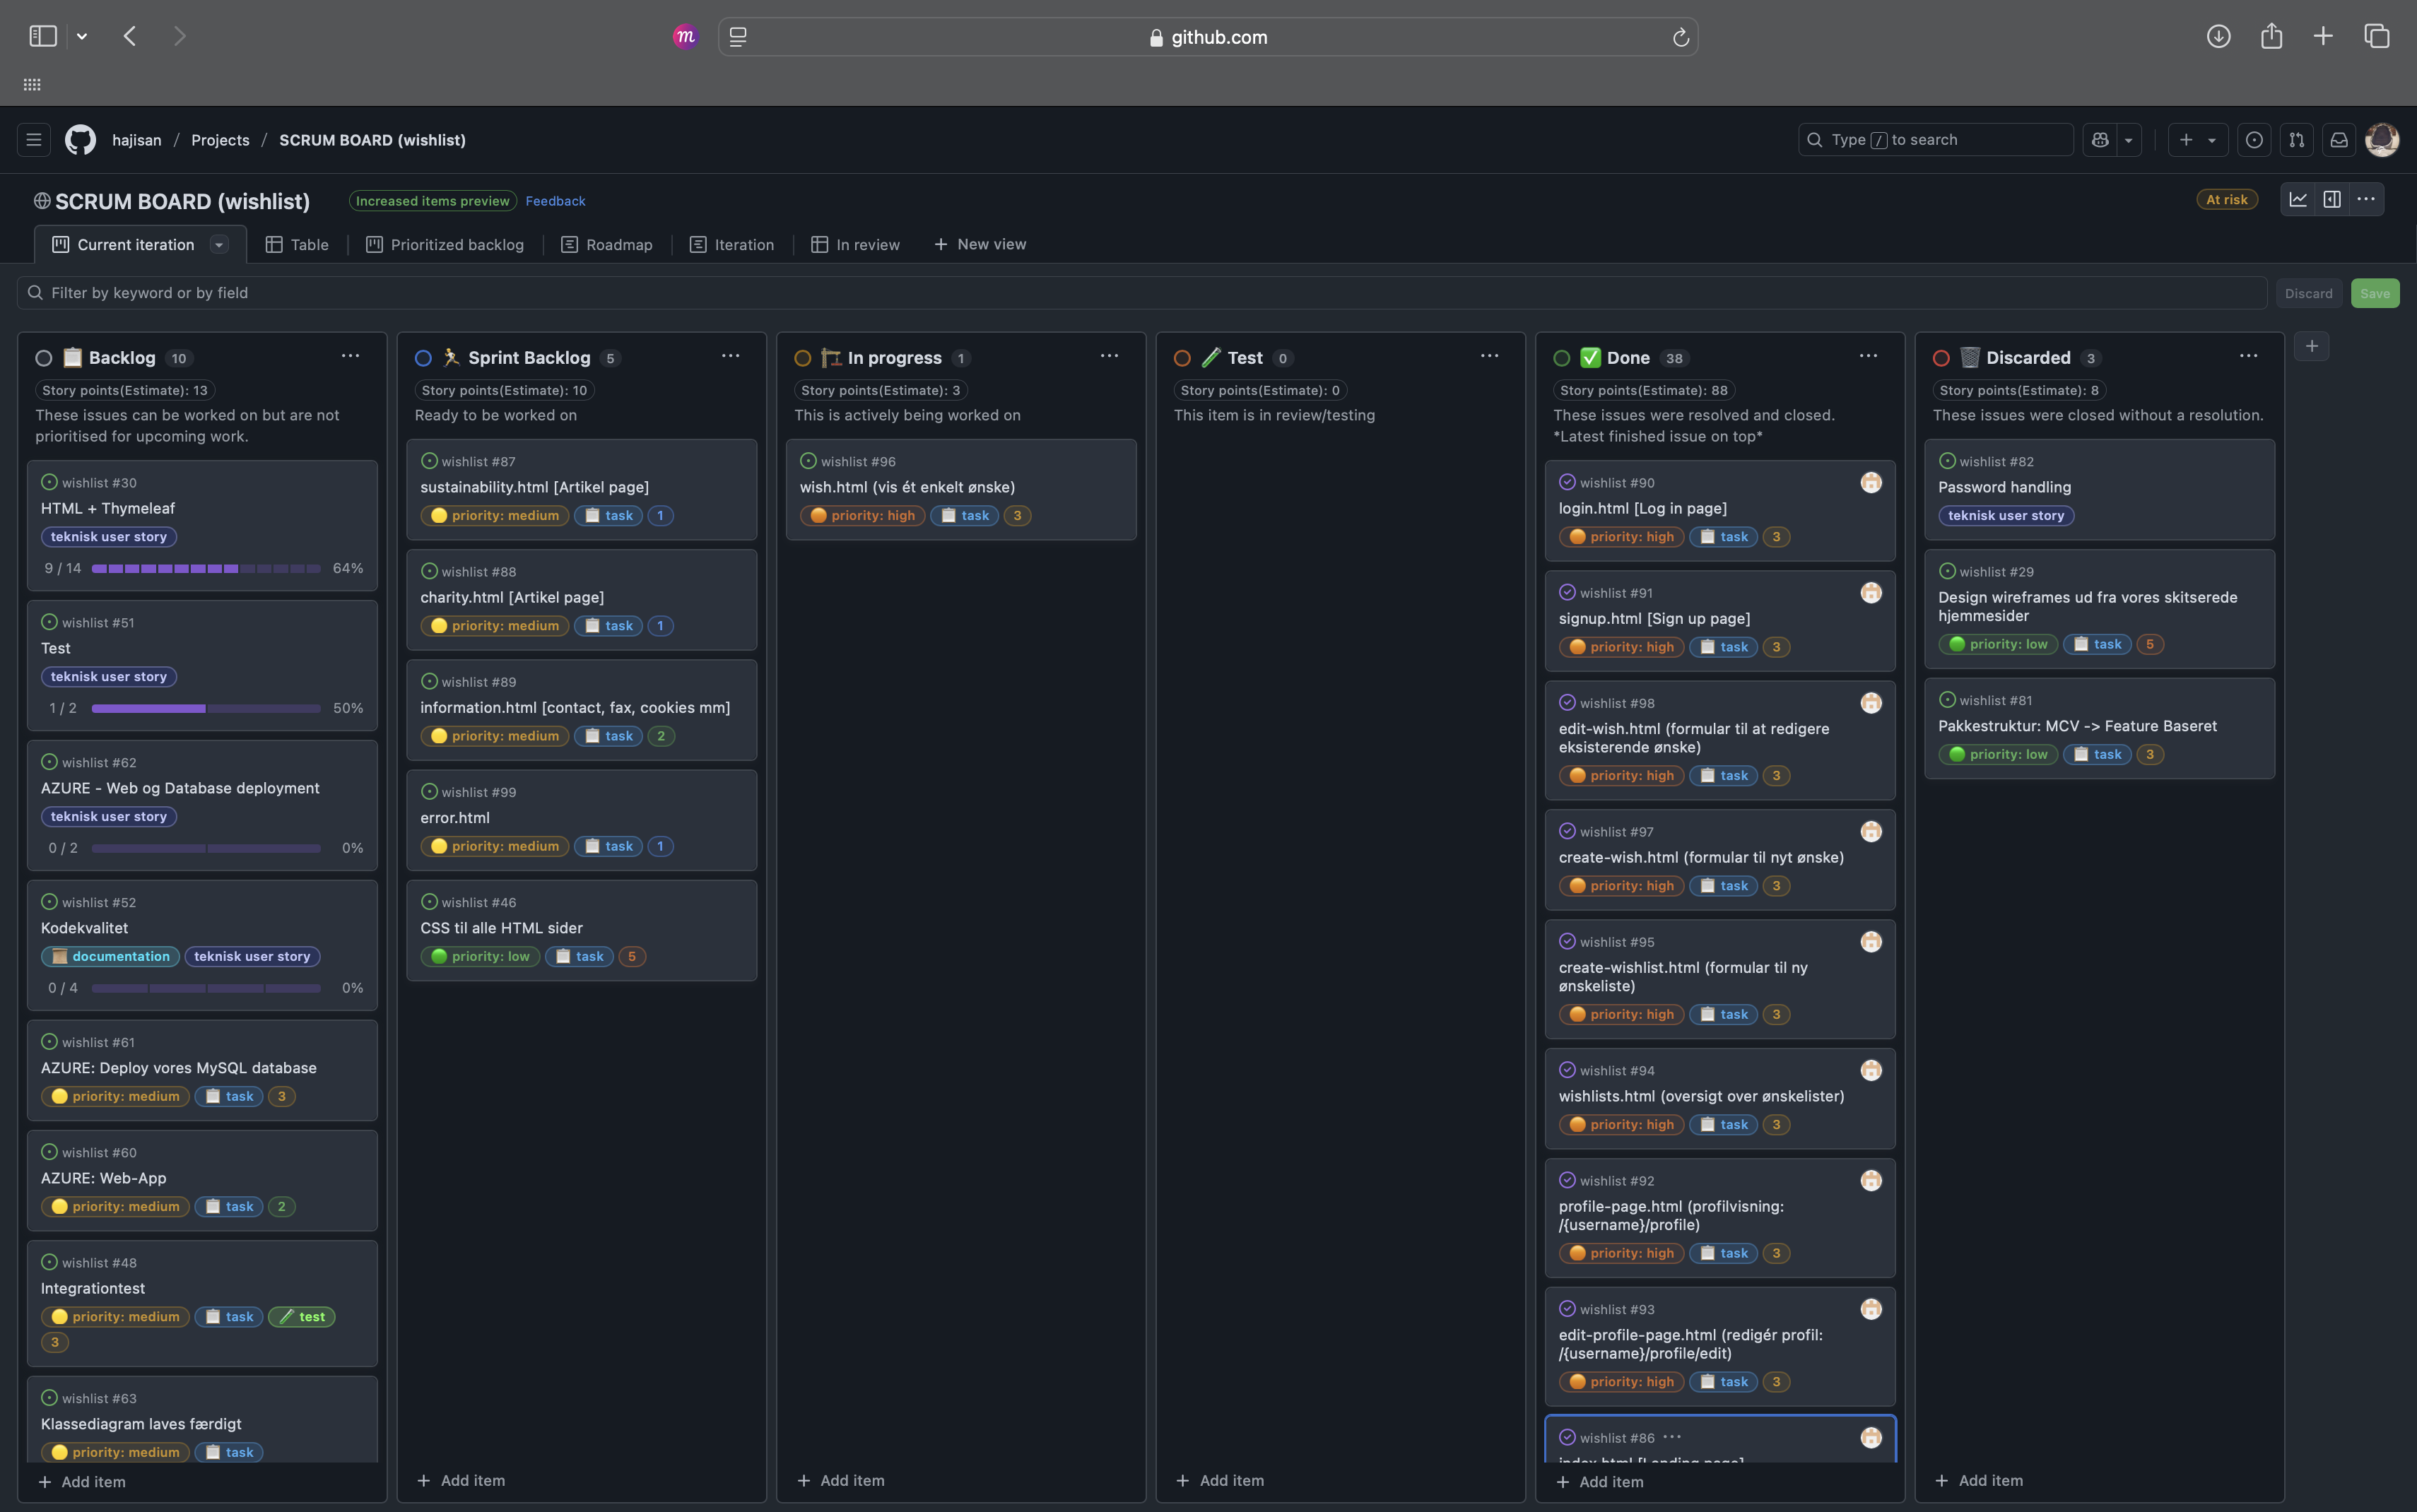 m
github.com
hajisan / Projects / SCRUM BOARD (wishlist)
Type / to search
SCRUM BOARD (wishlist)
Increased items preview
Feedback
At risk
Current iteration
Table
Prioritized backlog
Roadmap
Iteration
In review
New view
Filter by keyword or by field
Discard
Save
Backlog 10
Story points(Estimate): 13
These issues can be worked on but are not
prioritised for upcoming work.
wishlist #30
HTML + Thymeleaf
teknisk user story
9 / 14 64%
wishlist #51
Test
teknisk user story
1 / 2 50%
wishlist #62
AZURE - Web og Database deployment
teknisk user story
0 / 2 0%
wishlist #52
Kodekvalitet
documentation teknisk user story
0 / 4 0%
wishlist #61
AZURE: Deploy vores MySQL database
priority: medium task 3
wishlist #60
AZURE: Web-App
priority: medium task 2
wishlist #48
Integrationtest
priority: medium task test
3
wishlist #63
Klassediagram laves færdigt
priority: medium task
+ Add item
Sprint Backlog 5
Story points(Estimate): 10
Ready to be worked on
wishlist #87
sustainability.html [Artikel page]
priority: medium task 1
wishlist #88
charity.html [Artikel page]
priority: medium task 1
wishlist #89
information.html [contact, fax, cookies mm]
priority: medium task 2
wishlist #99
error.html
priority: medium task 1
wishlist #46
CSS til alle HTML sider
priority: low task 5
+ Add item
In progress 1
Story points(Estimate): 3
This is actively being worked on
wishlist #96
wish.html (vis ét enkelt ønske)
priority: high task 3
+ Add item
Test 0
Story points(Estimate): 0
This item is in review/testing
+ Add item
Done 38
Story points(Estimate): 88
These issues were resolved and closed.
*Latest finished issue on top*
wishlist #90
login.html [Log in page]
priority: high task 3
wishlist #91
signup.html [Sign up page]
priority: high task 3
wishlist #98
edit-wish.html (formular til at redigere
eksisterende ønske)
priority: high task 3
wishlist #97
create-wish.html (formular til nyt ønske)
priority: high task 3
wishlist #95
create-wishlist.html (formular til ny
ønskeliste)
priority: high task 3
wishlist #94
wishlists.html (oversigt over ønskelister)
priority: high task 3
wishlist #92
profile-page.html (profilvisning:
/{username}/profile)
priority: high task 3
wishlist #93
edit-profile-page.html (redigér profil:
/{username}/profile/edit)
priority: high task 3
wishlist #86
index.html [Landing page]
+ Add item
Discarded 3
Story points(Estimate): 8
These issues were closed without a resolution.
wishlist #82
Password handling
teknisk user story
wishlist #29
Design wireframes ud fra vores skitserede
hjemmesider
priority: low task 5
wishlist #81
Pakkestruktur: MCV -> Feature Baseret
priority: low task 3
+ Add item